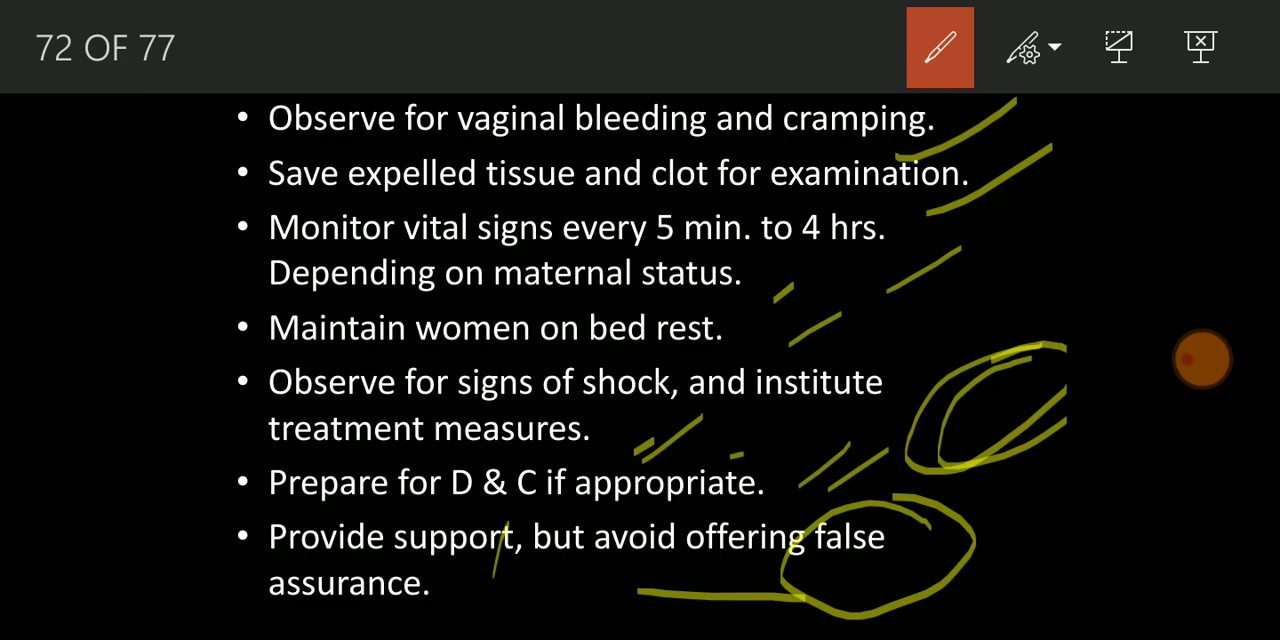 72 OF 77
• Observe for vaginal bleeding and cramping.
• Save expelled tissue and clot for examination.
• Monitor vital signs every 5 min. to 4 hrs.
Depending on maternal status.
• Maintain women on bed rest.
• Observe for signs of shock, and institute
treatment measures.
• Prepare for D & C if appropriate.
• Provide support, but avoid offering false
assurance.